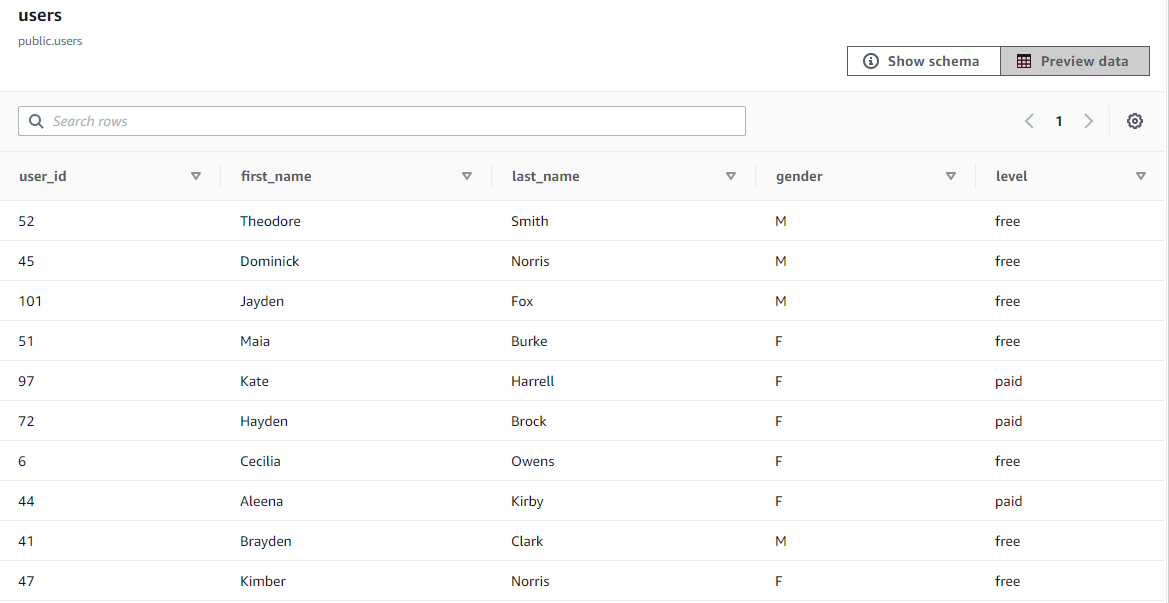 users
public.users
Show schema Preview data
Search rows 1
user_id first_name last_name gender level
52 Theodore Smith M free
45 Dominick Norris M free
101 Jayden Fox M free
51 Maia Burke F free
97 Kate Harrell F paid
72 Hayden Brock F paid
6 Cecilia Owens F free
44 Aleena Kirby F paid
41 Brayden Clark M free
47 Kimber Norris F free